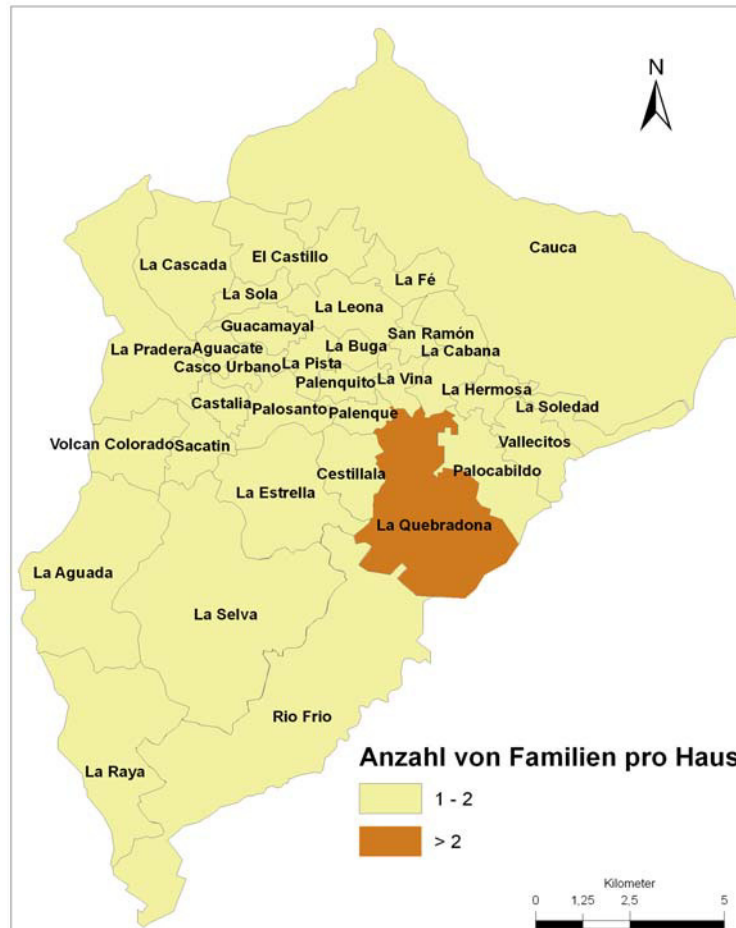 N
Cauca
El Castillo
La Cascada
La Fé
La Sola
La Leona
Guacamayal
San Ramón
La Pradera
Aguacate
La Buga
La Cabana
Casco Urbano
La Pista
Palenquito
La Vina
La Hermosa
Castalia
Palosanto
Palenque
La Soledad
Volcan Colorado
Sacatin
Vallecitos
Cestillala
Palocabildo
La Estrella
La Quebradona
La Aguada
La Selva
Rio Frio
La Raya
Anzahl von Familien pro Haus
1 - 2
> 2
Kilometer
0 1,25 2,5 5